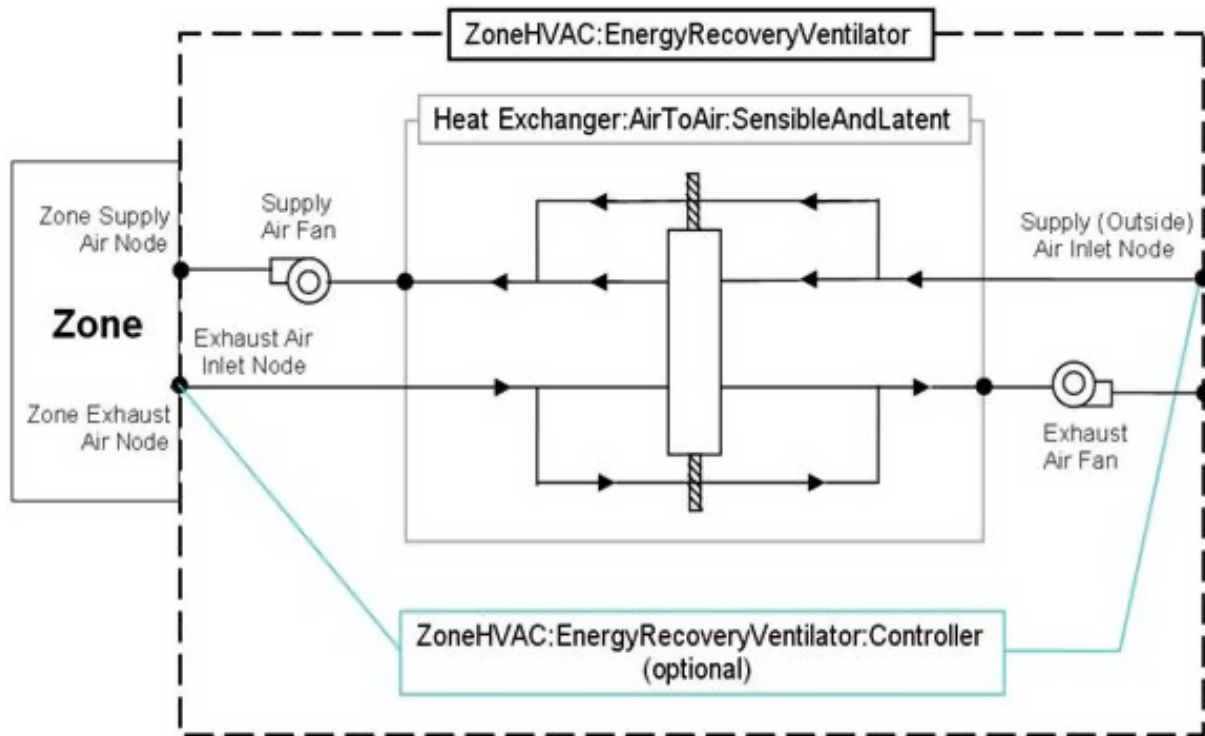 ZoneHVAC:EnergyRecoveryVentilator
Heat Exchanger:AirToAir:SensibleAndLatent
Zone Supply
Air Node
Supply
Air Fan
Supply (Outside)
Air Inlet Node
Zone
Exhaust Air
Inlet Node
Zone Exhaust
Air Node
Exhaust
Air Fan
ZoneHVAC:EnergyRecoveryVentilator:Controller
(optional)